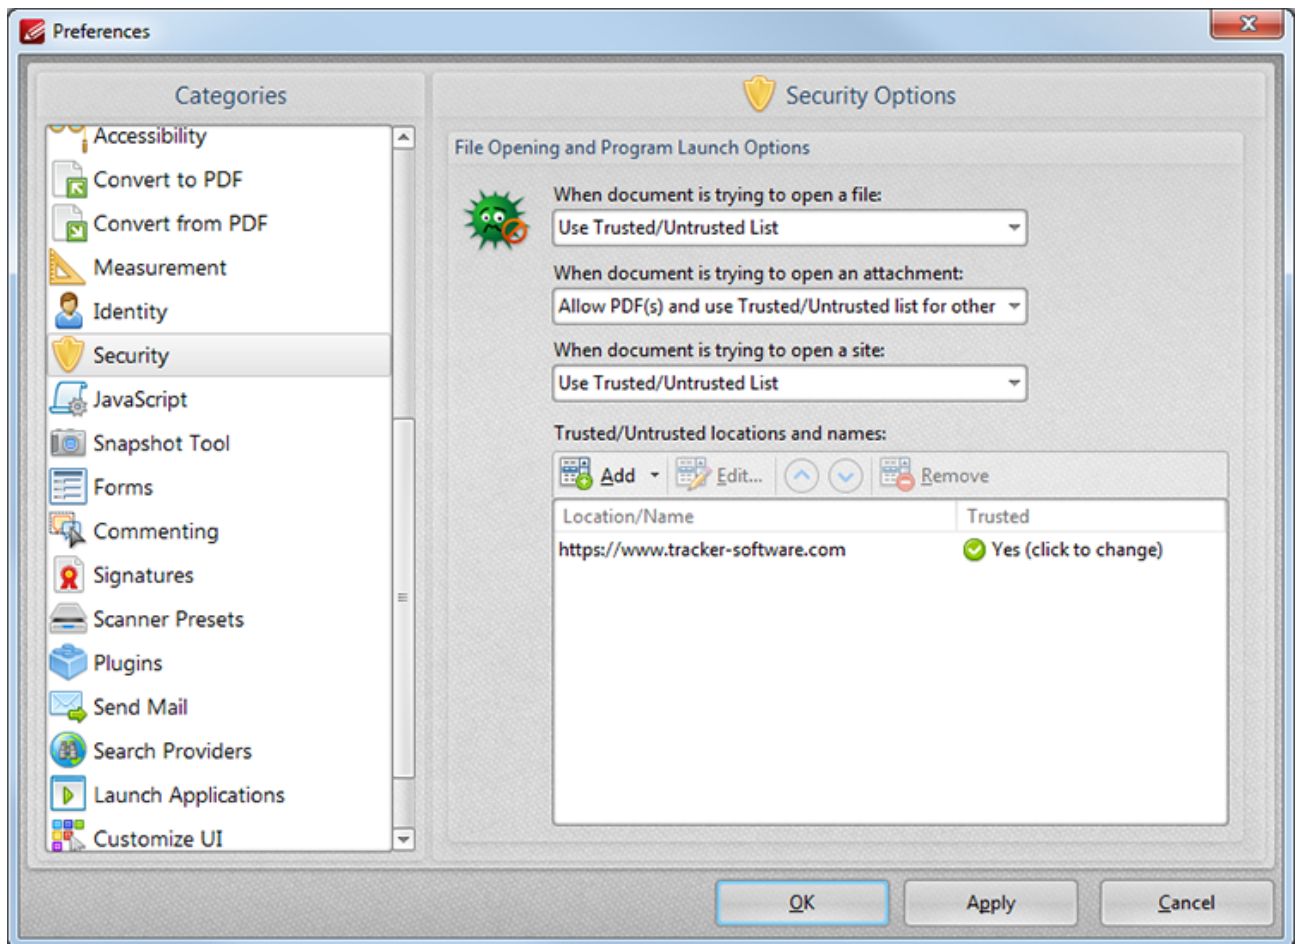 Preferences
Categories
Accessibility
Convert to PDF
Convert from PDF
Measurement
Identity
Security
JavaScript
Snapshot Tool
Forms
Commenting
Signatures
Scanner Presets
Plugins
Send Mail
Search Providers
Launch Applications
Customize UI
Security Options
File Opening and Program Launch Options
When document is trying to open a file:
Use Trusted/Untrusted List
When document is trying to open an attachment:
Allow PDF(s) and use Trusted/Untrusted list for other
When document is trying to open a site:
Use Trusted/Untrusted List
Trusted/Untrusted locations and names:
Add Edit... Remove
Location/Name Trusted
https://www.tracker-software.com Yes (click to change)
OK Apply Cancel